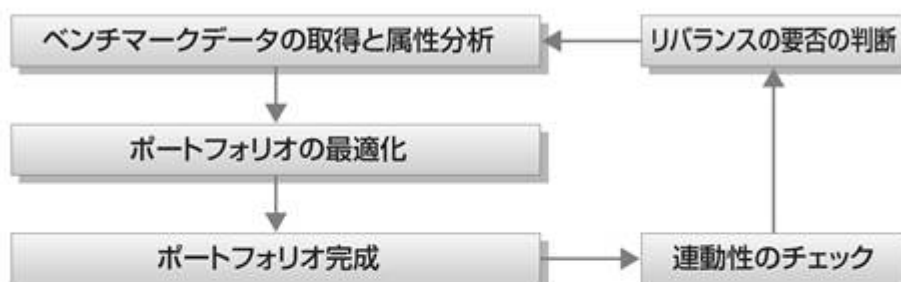 ベンチマークデータの取得と属性分析
リバランスの要否の判断
ポートフォリオの最適化
ポートフォリオ完成
連動性のチェック